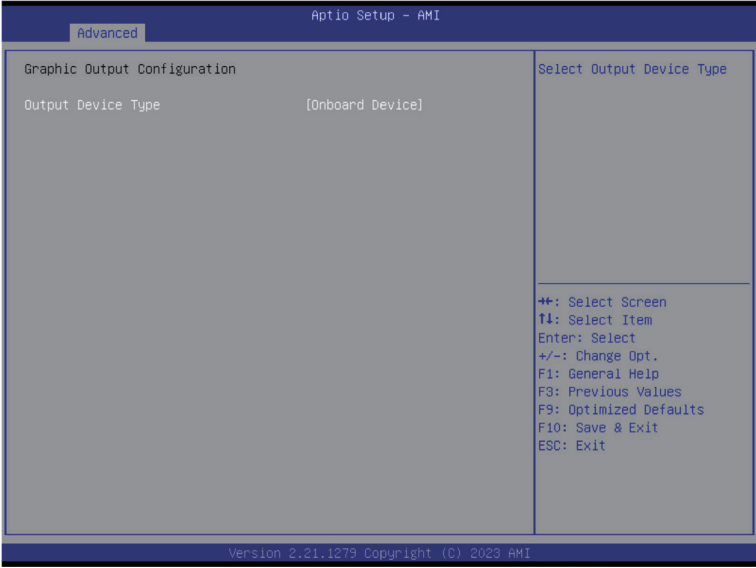 Aptio Setup – AMI
Advanced
Graphic Output Configuration
Output Device Type [Onboard Device]
Select Output Device Type
→←: Select Screen
↑↓: Select Item
Enter: Select
+/-: Change Opt.
F1: General Help
F3: Previous Values
F9: Optimized Defaults
F10: Save & Exit
ESC: Exit
Version 2.21.1279 Copyright (C) 2023 AMI